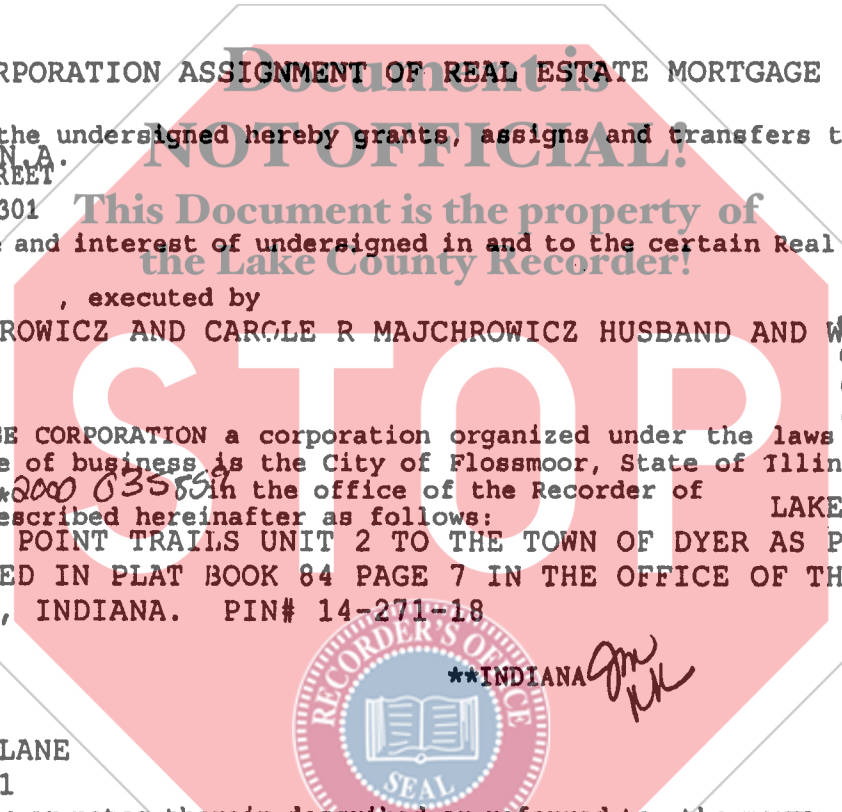 RPORATION ASSIGNMENT OF REAL ESTATE MORTGAGE
Document is
the undersigned hereby grants, assigns and transfers t
NOT OFFICIAL!
N.A.
REET
301
This Document is the property of
and interest of undersigned in and to the certain Real
the Lake County Recorder!
, executed by
ROWICZ AND CAROLE R MAJCHROWICZ HUSBAND AND W
STOP
GE CORPORATION a corporation organized under the laws
e of business is the City of Flossmoor, State of Illin
*2000 035 in the office of the Recorder of
LAKE
escribed hereinafter as follows:
POINT TRAILS UNIT 2 TO THE TOWN OF DYER AS P
ED IN PLAT BOOK 84 PAGE 7 IN THE OFFICE OF TH
, INDIANA. PIN# 14-271-18
RECORDER'S OFFICE
**INDIANA
SEAL
LANE
1